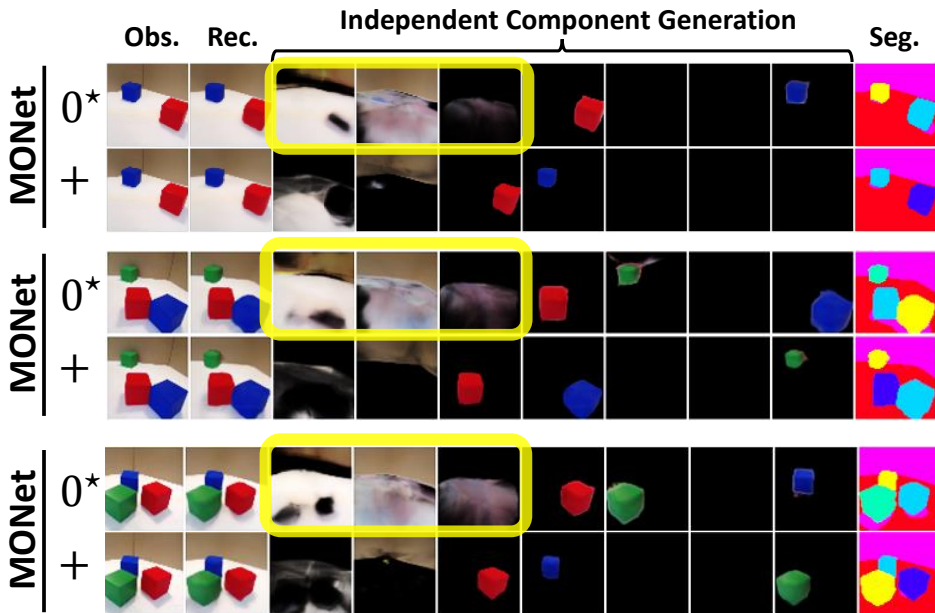 Independent Component Generation
Obs. Rec. Seg.
MONet
0*
+
MONet
0*
+
MONet
0*
+